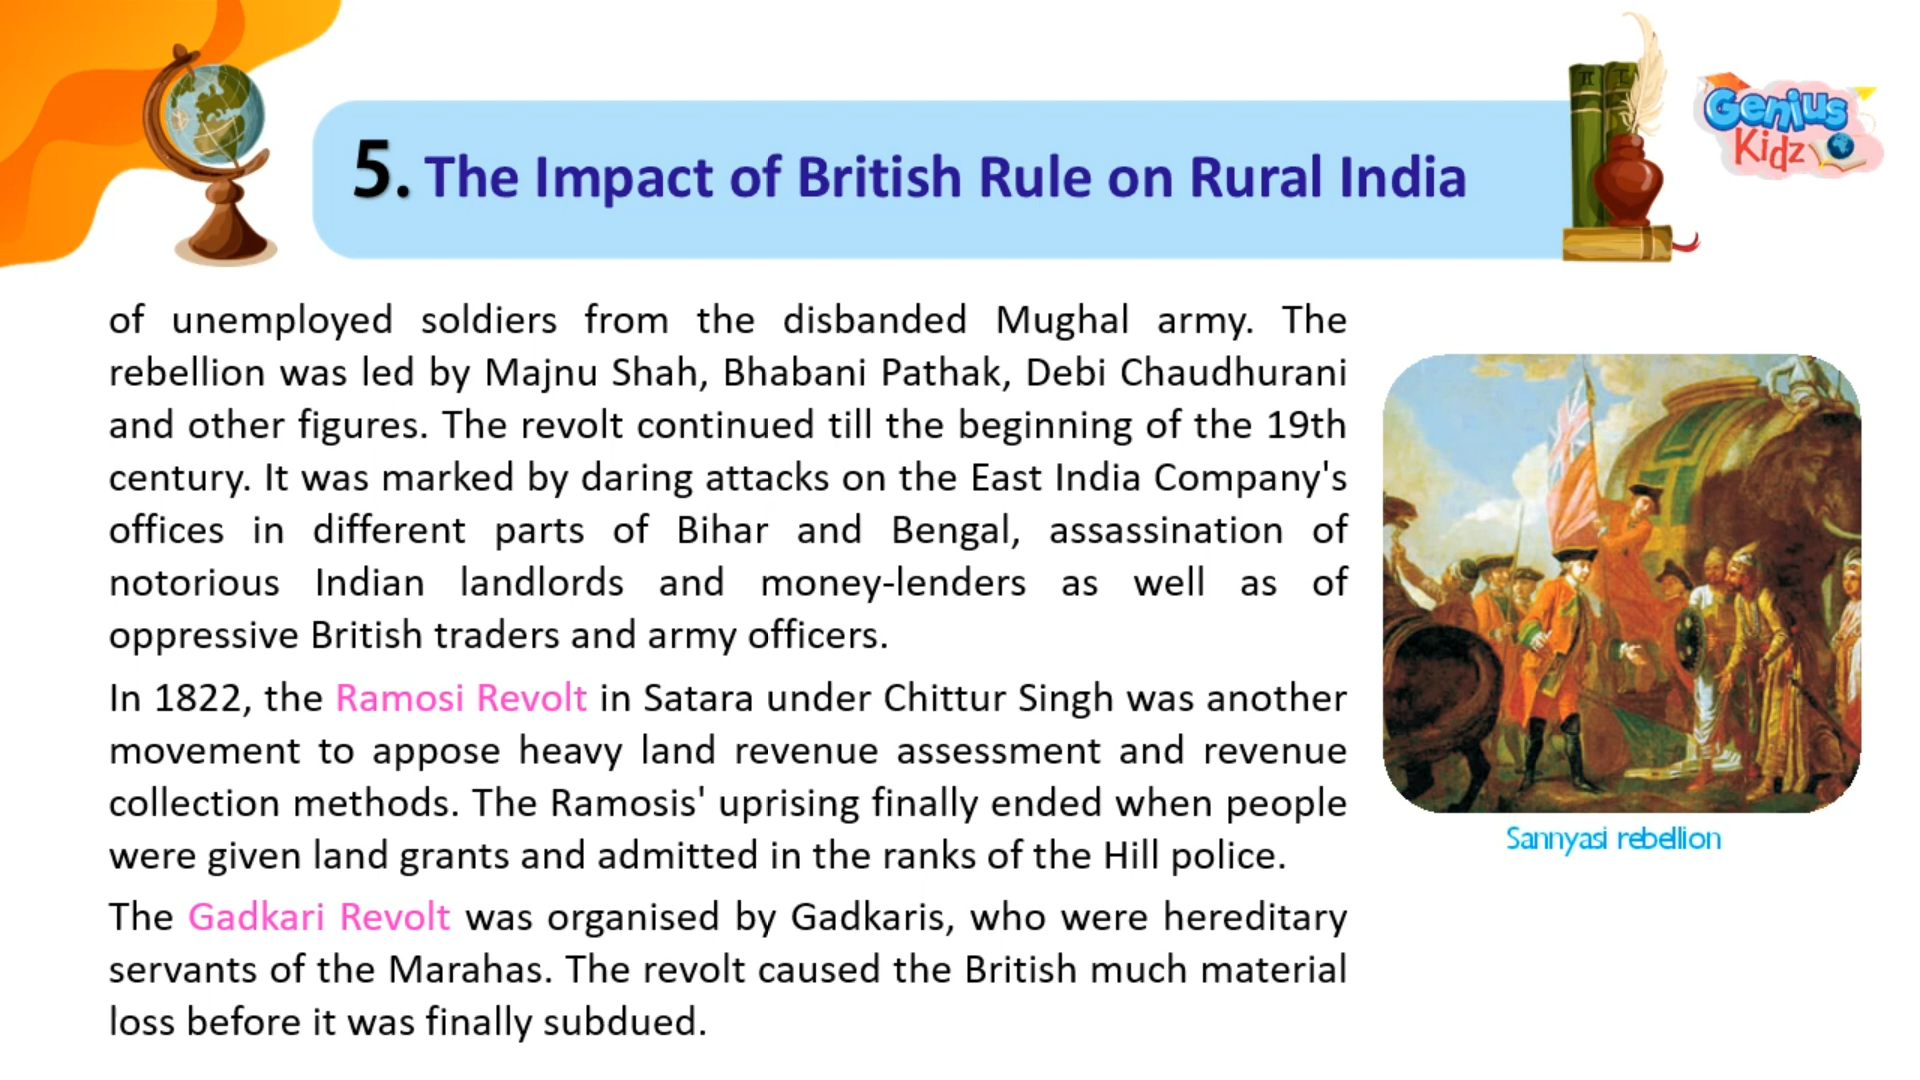 5. The Impact of British Rule on Rural India
Genius
Kidz
of unemployed soldiers from the disbanded Mughal army. The
rebellion was led by Majnu Shah, Bhabani Pathak, Debi Chaudhurani
and other figures. The revolt continued till the beginning of the 19th
century. It was marked by daring attacks on the East India Company's
offices in different parts of Bihar and Bengal, assassination of
notorious Indian landlords and money-lenders as well as of
oppressive British traders and army officers.
In 1822, the Ramosi Revolt in Satara under Chittur Singh was another
movement to appose heavy land revenue assessment and revenue
collection methods. The Ramosis' uprising finally ended when people
were given land grants and admitted in the ranks of the Hill police.
The Gadkari Revolt was organised by Gadkaris, who were hereditary
servants of the Marahas. The revolt caused the British much material
loss before it was finally subdued.
Sannyasi rebellion